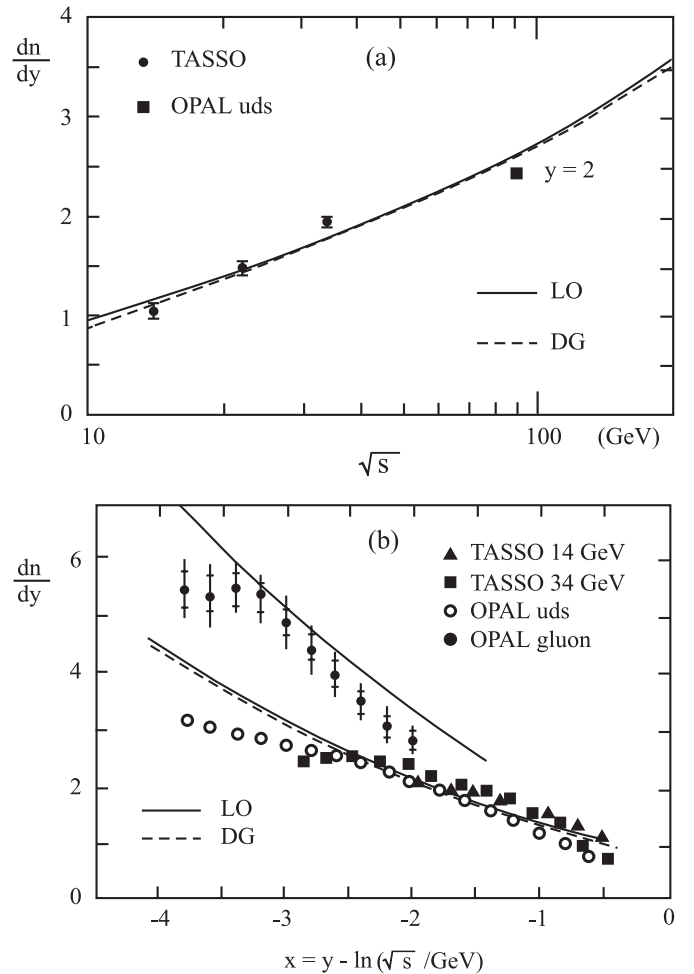 dn
dy
TASSO
OPAL uds
(a)
y = 2
LO
DG
4
3
2
1
0
10
100
(GeV)
√s
(b)
dn
dy
TASSO 14 GeV
TASSO 34 GeV
OPAL uds
OPAL gluon
LO
DG
6
4
2
0
-4
-3
-2
-1
0
x = y - ln (√s /GeV)